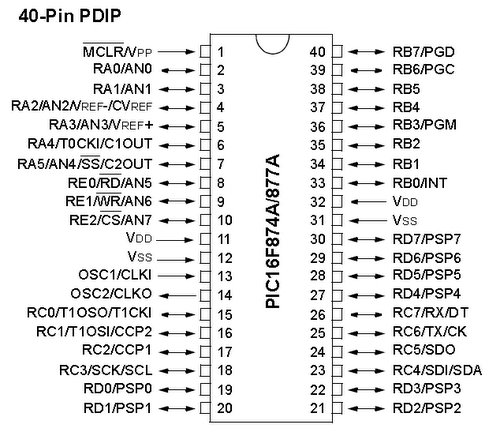 40-Pin PDIP
MCLR/VPP 1 40 RB7/PGD
RA0/AN0 2 39 RB6/PGC
RA1/AN1 3 38 RB5
RA2/AN2/VREF-/CVREF 4 37 RB4
RA3/AN3/VREF+ 5 36 RB3/PGM
RA4/T0CKI/C1OUT 6 35 RB2
RA5/AN4/SS/C2OUT 7 34 RB1
RE0/RD/AN5 8 33 RB0/INT
RE1/WR/AN6 9 32 VDD
RE2/CS/AN7 10 31 VSS
VDD 11 30 RD7/PSP7
VSS 12 29 RD6/PSP6
OSC1/CLKI 13 28 RD5/PSP5
OSC2/CLKO 14 27 RD4/PSP4
RC0/T1OSO/T1CKI 15 26 RC7/RX/DT
RC1/T1OSI/CCP2 16 25 RC6/TX/CK
RC2/CCP1 17 24 RC5/SDO
RC3/SCK/SCL 18 23 RC4/SDI/SDA
RD0/PSP0 19 22 RD3/PSP3
RD1/PSP1 20 21 RD2/PSP2
PIC16F874A/877A